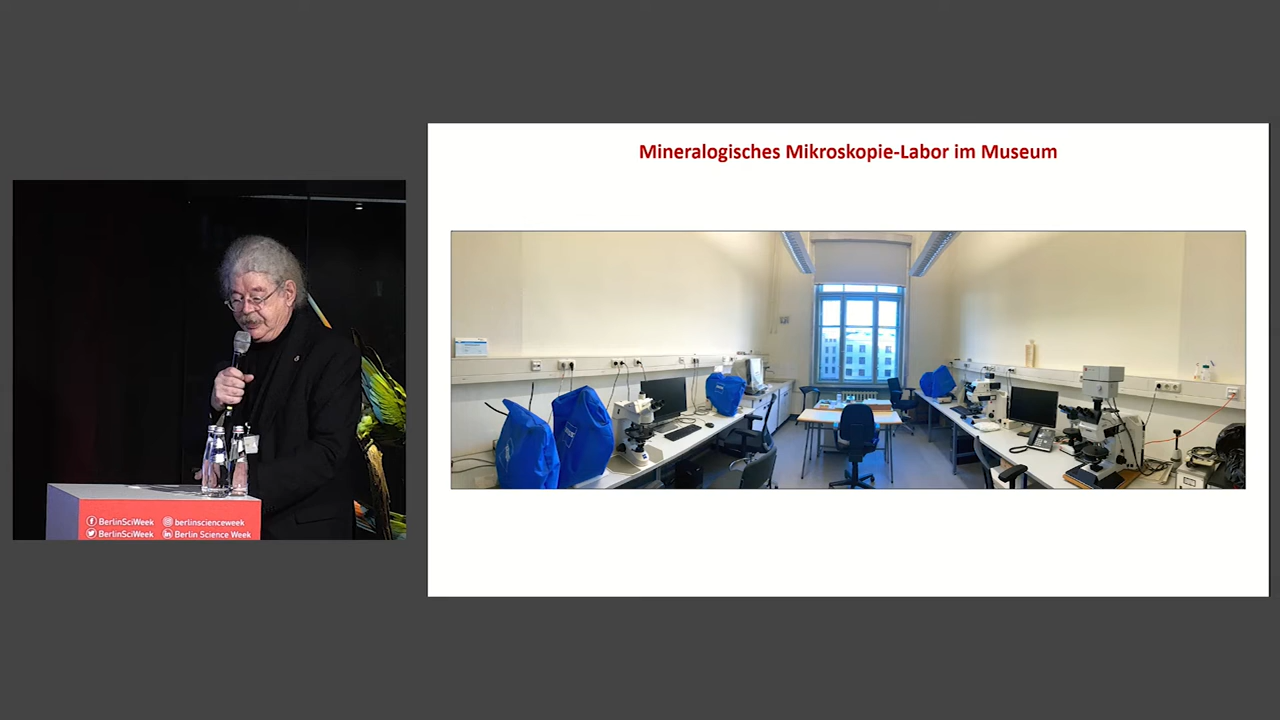 Mineralogisches Mikroskopie-Labor im Museum
BerlinSciWeek
berlinscienceweek
BerlinSciWeek
Berlin Science Week